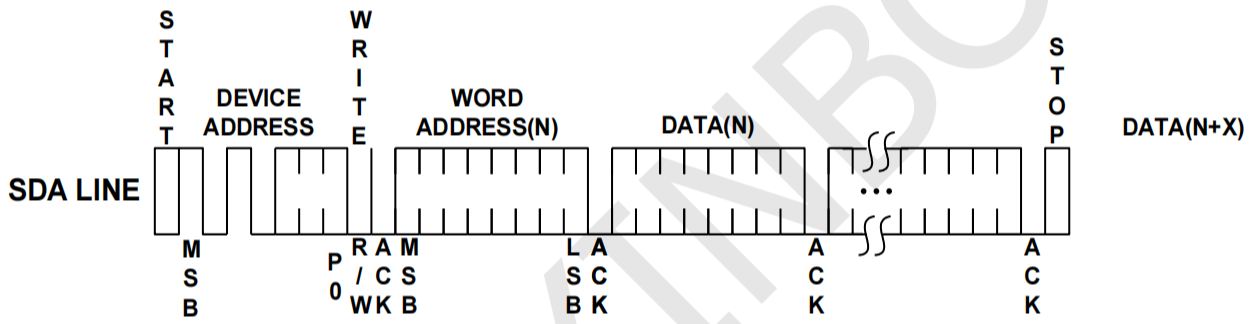 START
WRITE
STOP
DEVICE
ADDRESS
WORD
ADDRESS(N)
DATA(N)
DATA(N+X)
SDA LINE
...
MSB
P0
R/W
ACK
MSB
LSB
ACK
ACK
ACK